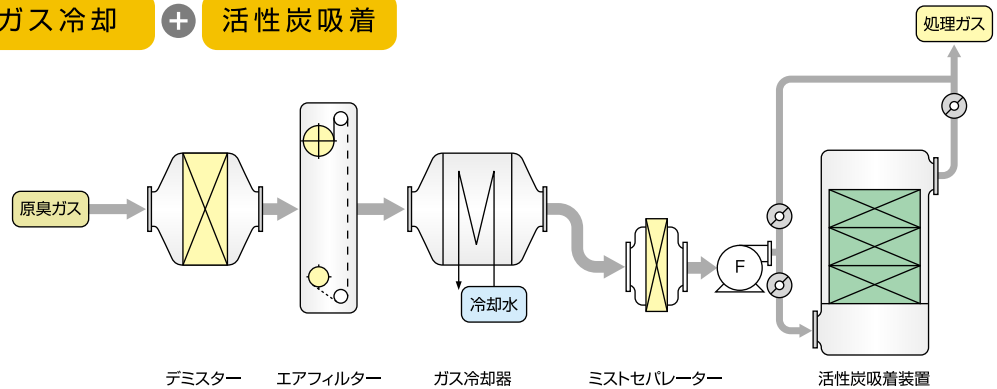 ガス冷却
+
活性炭吸着
処理ガス
原臭ガス
F
冷却水
デミスター
エアフィルター
ガス冷却器
ミストセパレーター
活性炭吸着装置